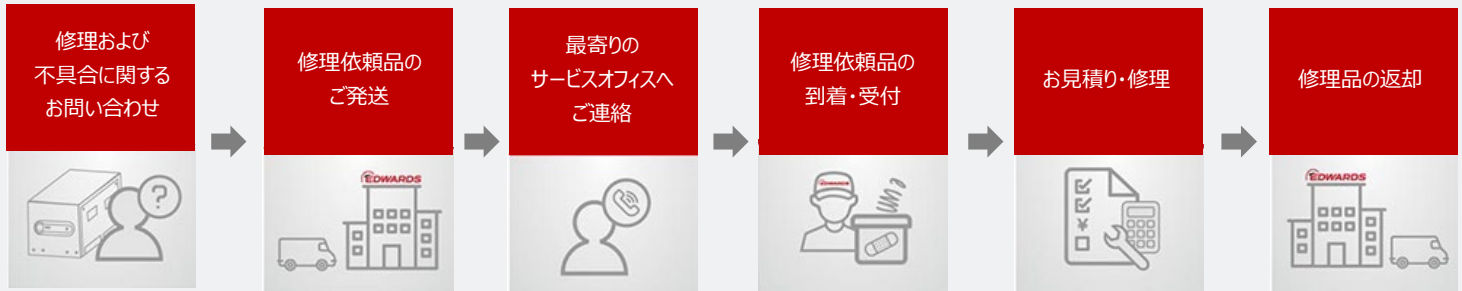 修理および
不具合に関する
お問い合わせ
修理依頼品の
ご発送
最寄りの
サービスオフィスへ
ご連絡
修理依頼品の
到着・受付
お見積り・修理
修理品の返却
?
EDWARDS
EDWARDS
¥
EDWARDS